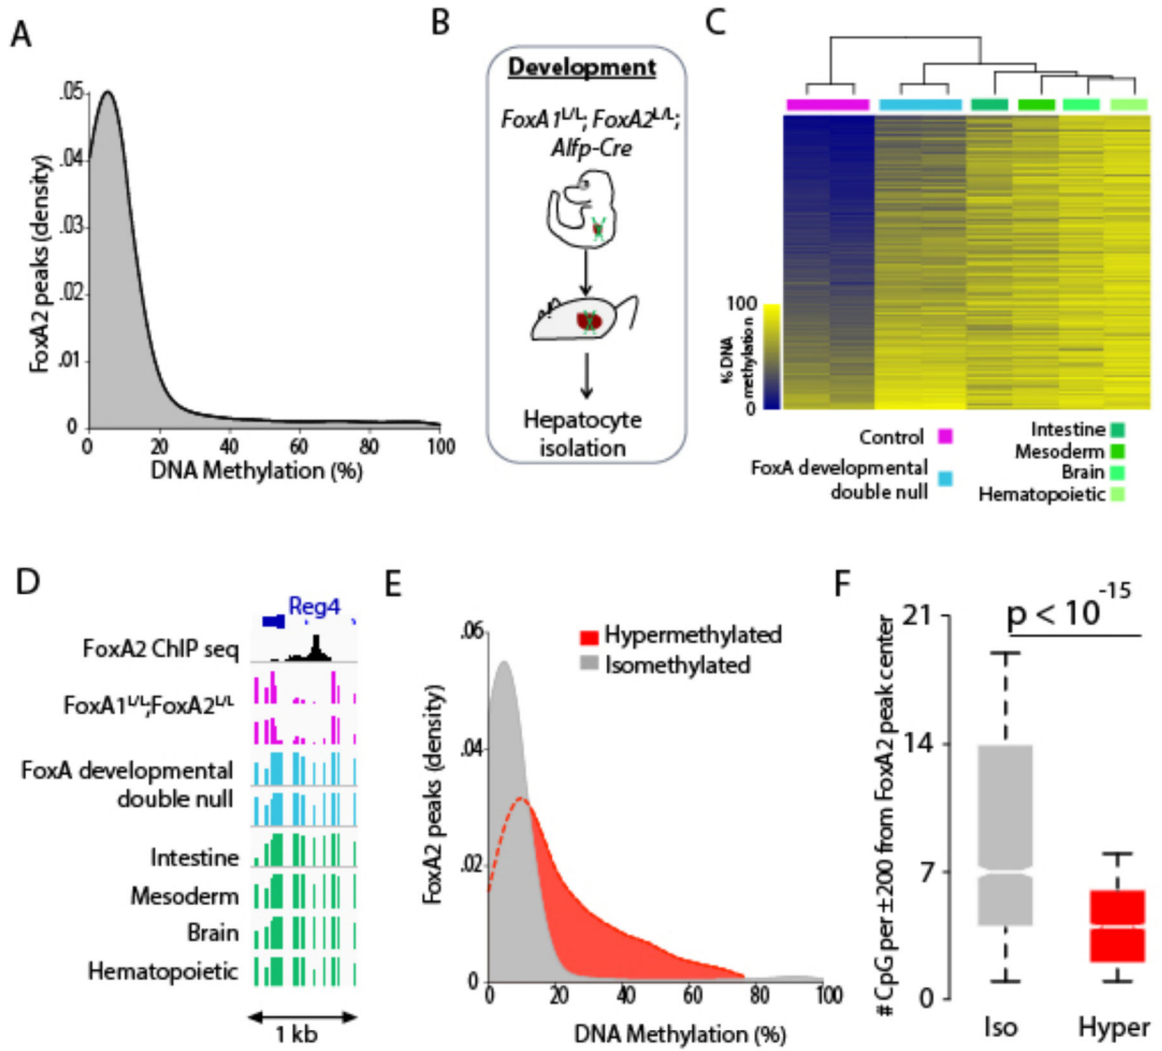 A
.05
.04
.03
.02
.01
0
FoxA2 peaks (density)
0 20 40 60 80 100
DNA Methylation (%)
B
Development
FoxA1L/L; FoxA2L/L;
Alfp-Cre
Hepatocyte
isolation
C
100
0
% DNA
methylation
Control
FoxA developmental
double null
Intestine
Mesoderm
Brain
Hematopoietic
D
Reg4
FoxA2 ChIP seq
FoxA1L/L;FoxA2L/L
FoxA developmental
double null
Intestine
Mesoderm
Brain
Hematopoietic
1 kb
E
.06
.04
.02
0
FoxA2 peaks (density)
Hypermethylated
Isomethylated
0 20 40 60 80 100
DNA Methylation (%)
F
p < 10-15
21
14
7
0
# CpG per ±200 from FoxA2 peak center
Iso Hyper